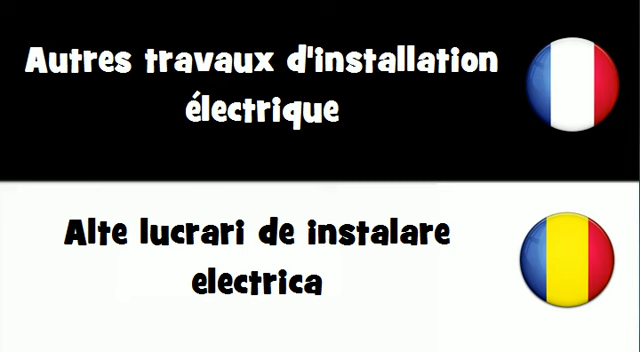 Autres travaux d'installation
électrique
Alte lucrari de instalare
electrica